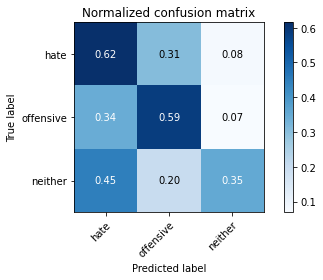 Normalized confusion matrix
True label
hate
offensive
neither
0.62 0.31 0.08
0.34 0.59 0.07
0.45 0.20 0.35
hate
offensive
neither
Predicted label
0.6
0.5
0.4
0.3
0.2
0.1